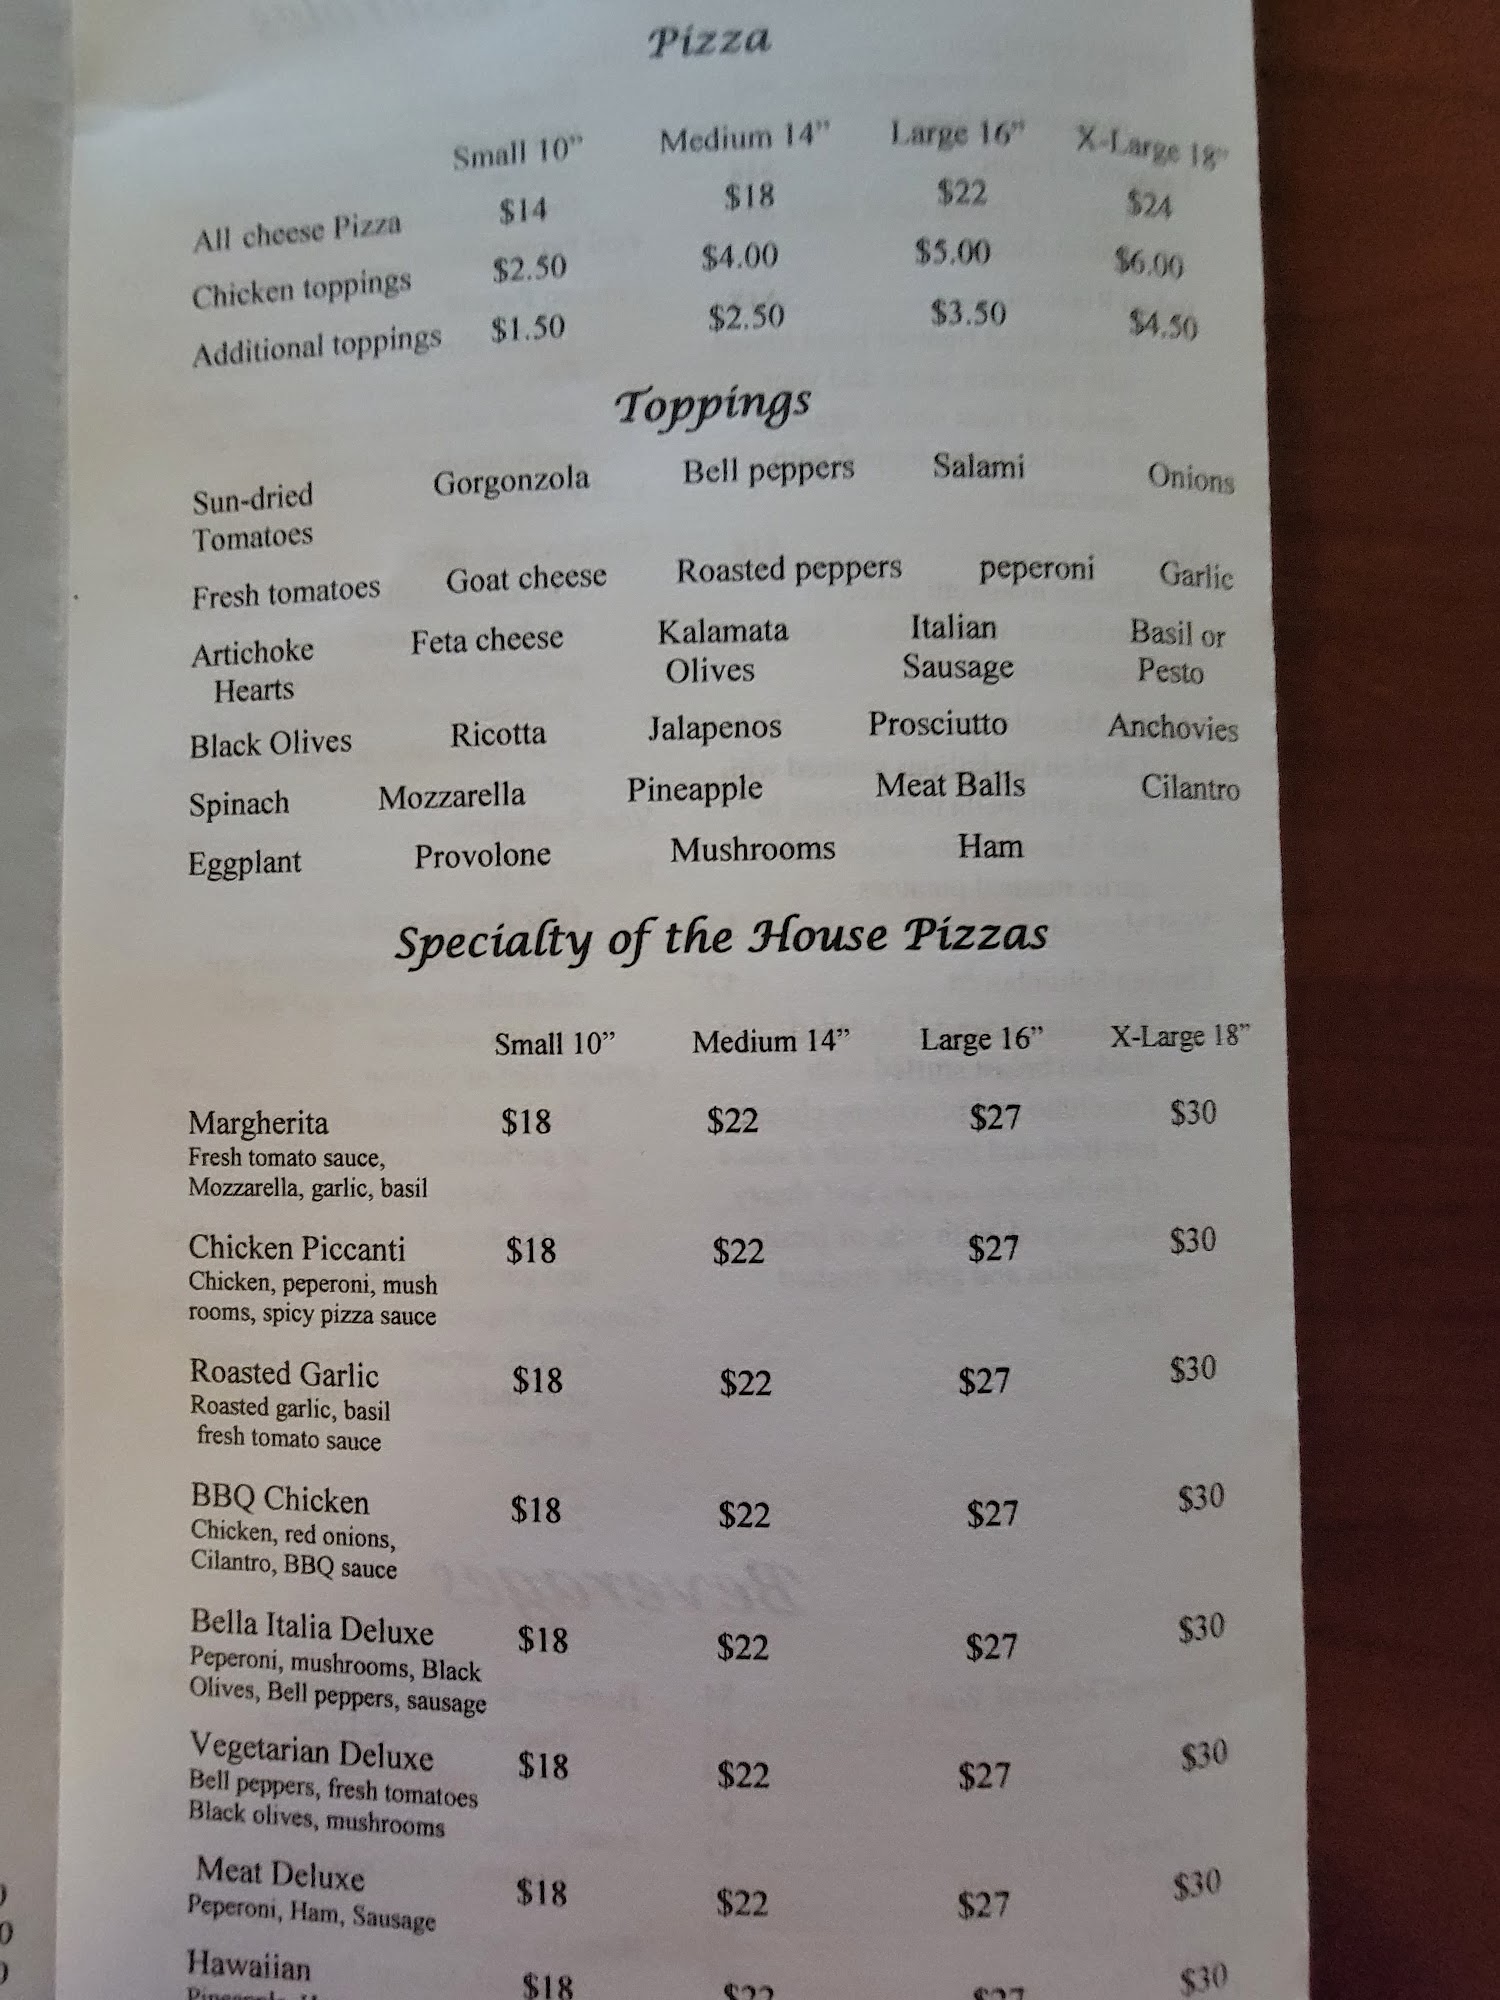 Pizza
Small 10” Medium 14” Large 16” X-Large 18”
All cheese Pizza $14 $18 $22 $24
Chicken toppings $2.50 $4.00 $5.00 $6.00
Additional toppings $1.50 $2.50 $3.50 $4.50
Toppings
Sun-dried Gorgonzola Bell peppers Salami Onions
Tomatoes
Fresh tomatoes Goat cheese Roasted peppers peperoni Garlic
Artichoke Feta cheese Kalamata Italian Basil or
Hearts Olives Sausage Pesto
Black Olives Ricotta Jalapenos Prosciutto Anchovies
Spinach Mozzarella Pineapple Meat Balls Cilantro
Eggplant Provolone Mushrooms Ham
Specialty of the House Pizzas
Small 10” Medium 14” Large 16” X-Large 18”
Margherita $18 $22 $27 $30
Fresh tomato sauce,
Mozzarella, garlic, basil
Chicken Piccanti $18 $22 $27 $30
Chicken, peperoni, mush
rooms, spicy pizza sauce
Roasted Garlic $18 $22 $27 $30
Roasted garlic, basil
fresh tomato sauce
BBQ Chicken $18 $22 $27 $30
Chicken, red onions,
Cilantro, BBQ sauce
Bella Italia Deluxe $18 $22 $27 $30
Peperoni, mushrooms, Black
Olives, Bell peppers, sausage
Vegetarian Deluxe $18 $22 $27 $30
Bell peppers, fresh tomatoes
Black olives, mushrooms
Meat Deluxe $18 $22 $27 $30
Peperoni, Ham, Sausage
Hawaiian $18 $22 $27 $30